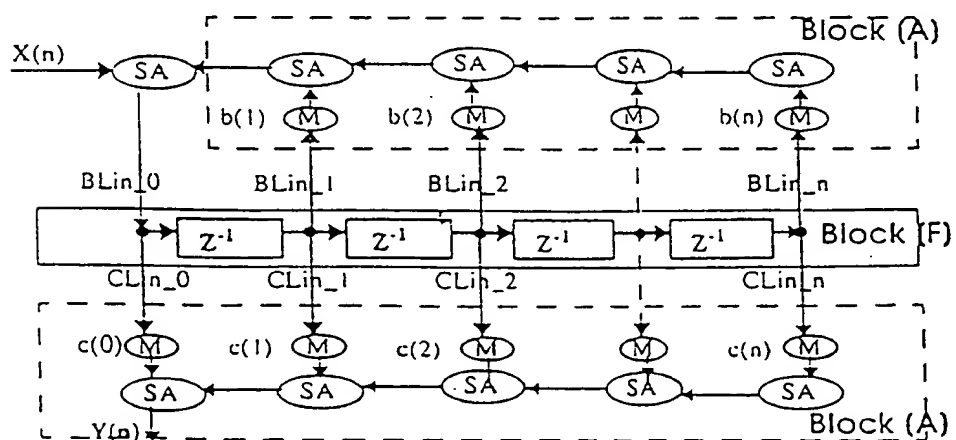 Block (A)
X(n)
SA SA SA SA SA
b(1) M b(2) M M b(n) M
BLin_0 BLin_1 BLin_2 BLin_n
Z⁻¹ Z⁻¹ Z⁻¹ Z⁻¹ Block (F)
CLin_0 CLin_1 CLin_2 CLin_n
c(0) M c(1) M c(2) M M c(n) M
SA SA SA SA SA
Y(n) Block (A)